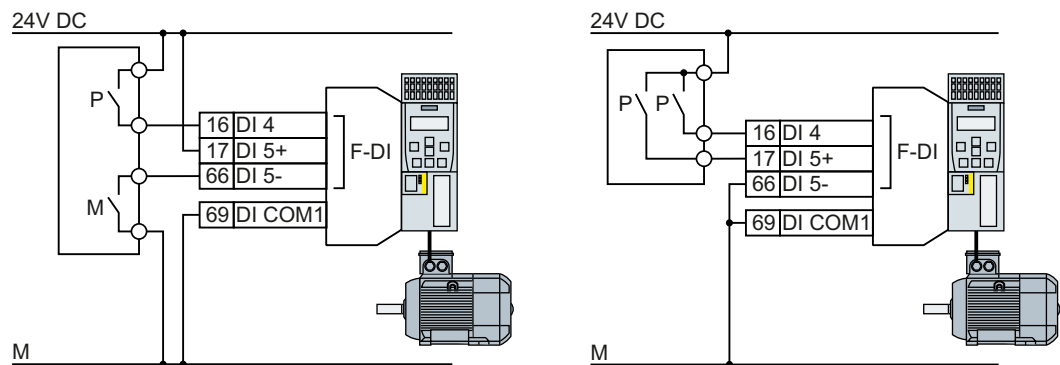 24V DC
P
M
16 DI 4
17 DI 5+
66 DI 5-
69 DI COM1
F-DI
M
24V DC
P P
16 DI 4
17 DI 5+
66 DI 5-
69 DI COM1
F-DI
M